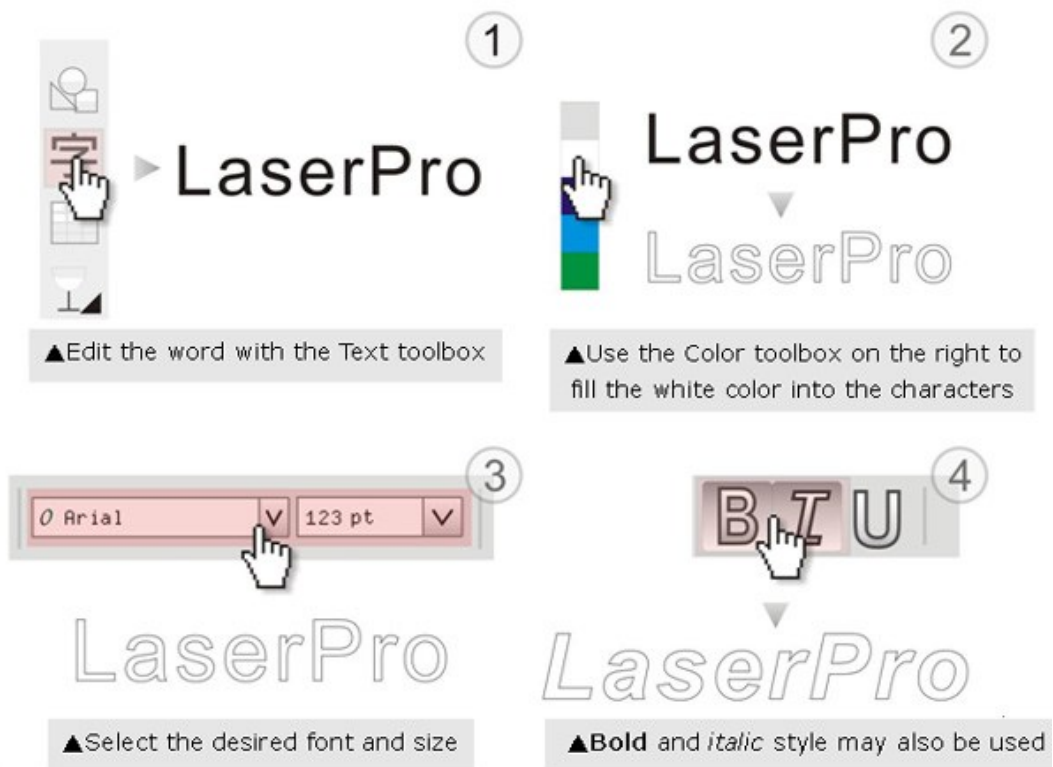 1
字
LaserPro
▲Edit the word with the Text toolbox
2
LaserPro
LaserPro
▲Use the Color toolbox on the right to
fill the white color into the characters
3
O Arial
123 pt
LaserPro
▲Select the desired font and size
4
B I U
LaserPro
▲Bold and italic style may also be used